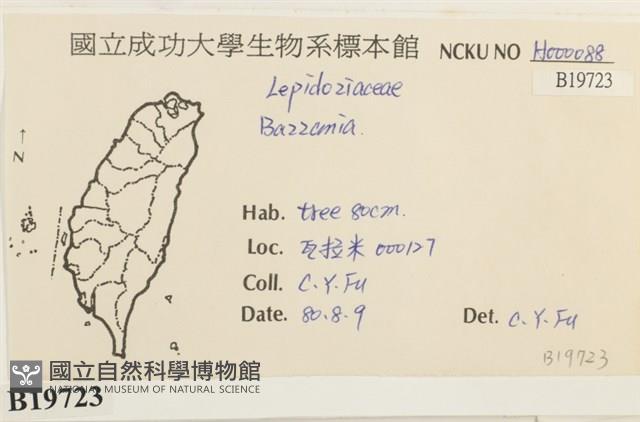 國立成功大學生物系標本館 NCKU NO H000088
B19723
Lepidoziaceae
Bazzania.
N
Hab. tree 80cm.
Loc. 瓦拉米 000127
Coll. C.Y.Fu
Date. 80.8.9 Det. C.Y.Fu
B19723
國立自然科學博物館
NATIONAL MUSEUM OF NATURAL SCIENCE
B19723